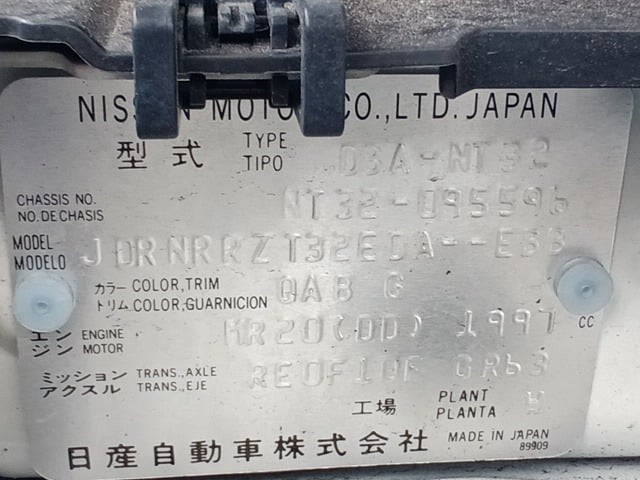 NISSAN MOTOR CO.,LTD. JAPAN
型式 TYPE TIPO DBA-NT32
CHASSIS NO. NO.DE CHASIS NT32-095596
MODEL MODELO JDRNRRZ T32EDA--EBB
カラー COLOR,TRIM トリム COLOR,GUARNICION QAB G
エンジン ENGINE MOTOR MR20(DD) 1997 CC
ミッション アクスル TRANS.,AXLE TRANS.,EJE RE0F10F GR63
工場 PLANT PLANTA
日産自動車株式会社 MADE IN JAPAN
89909